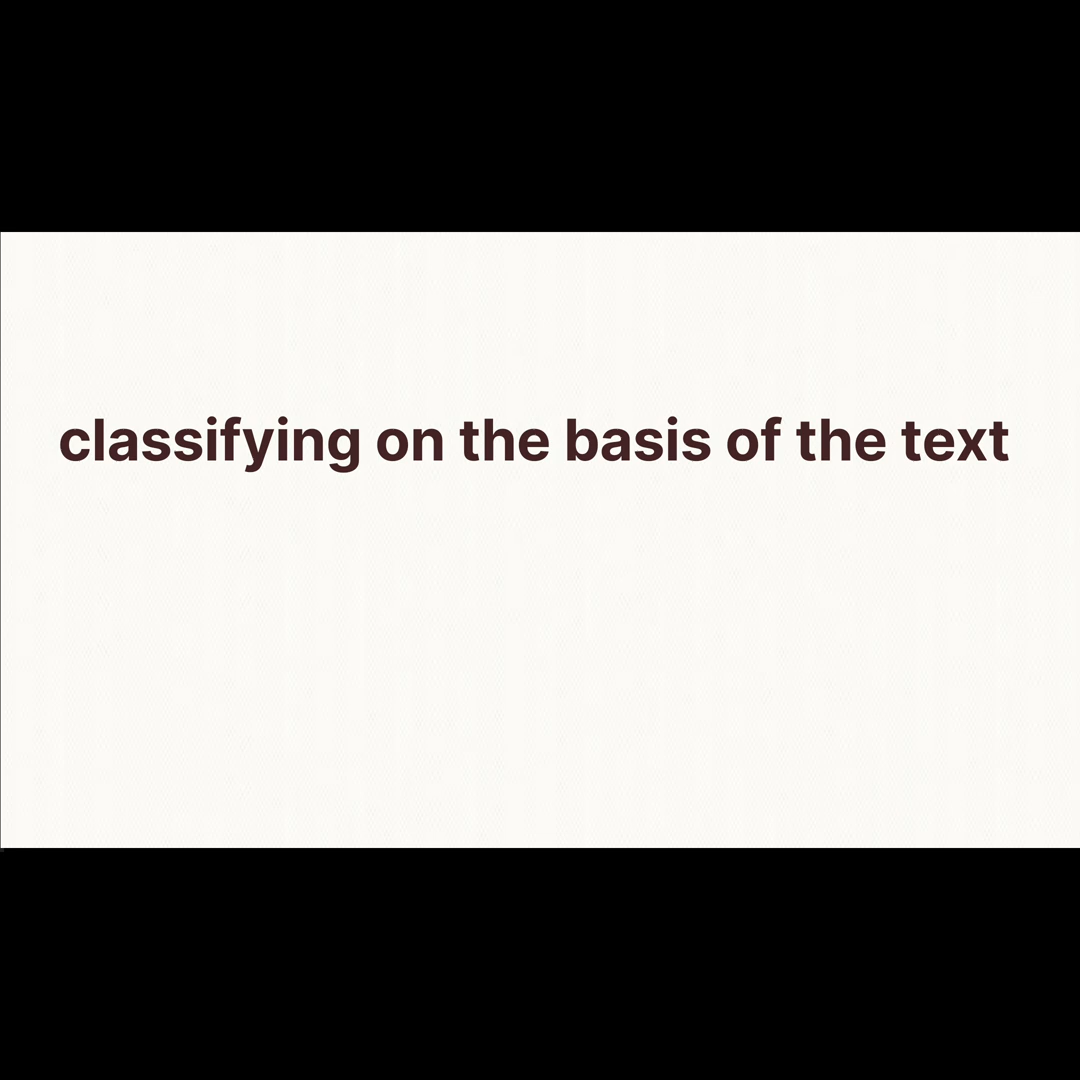 classifying on the basis of the text